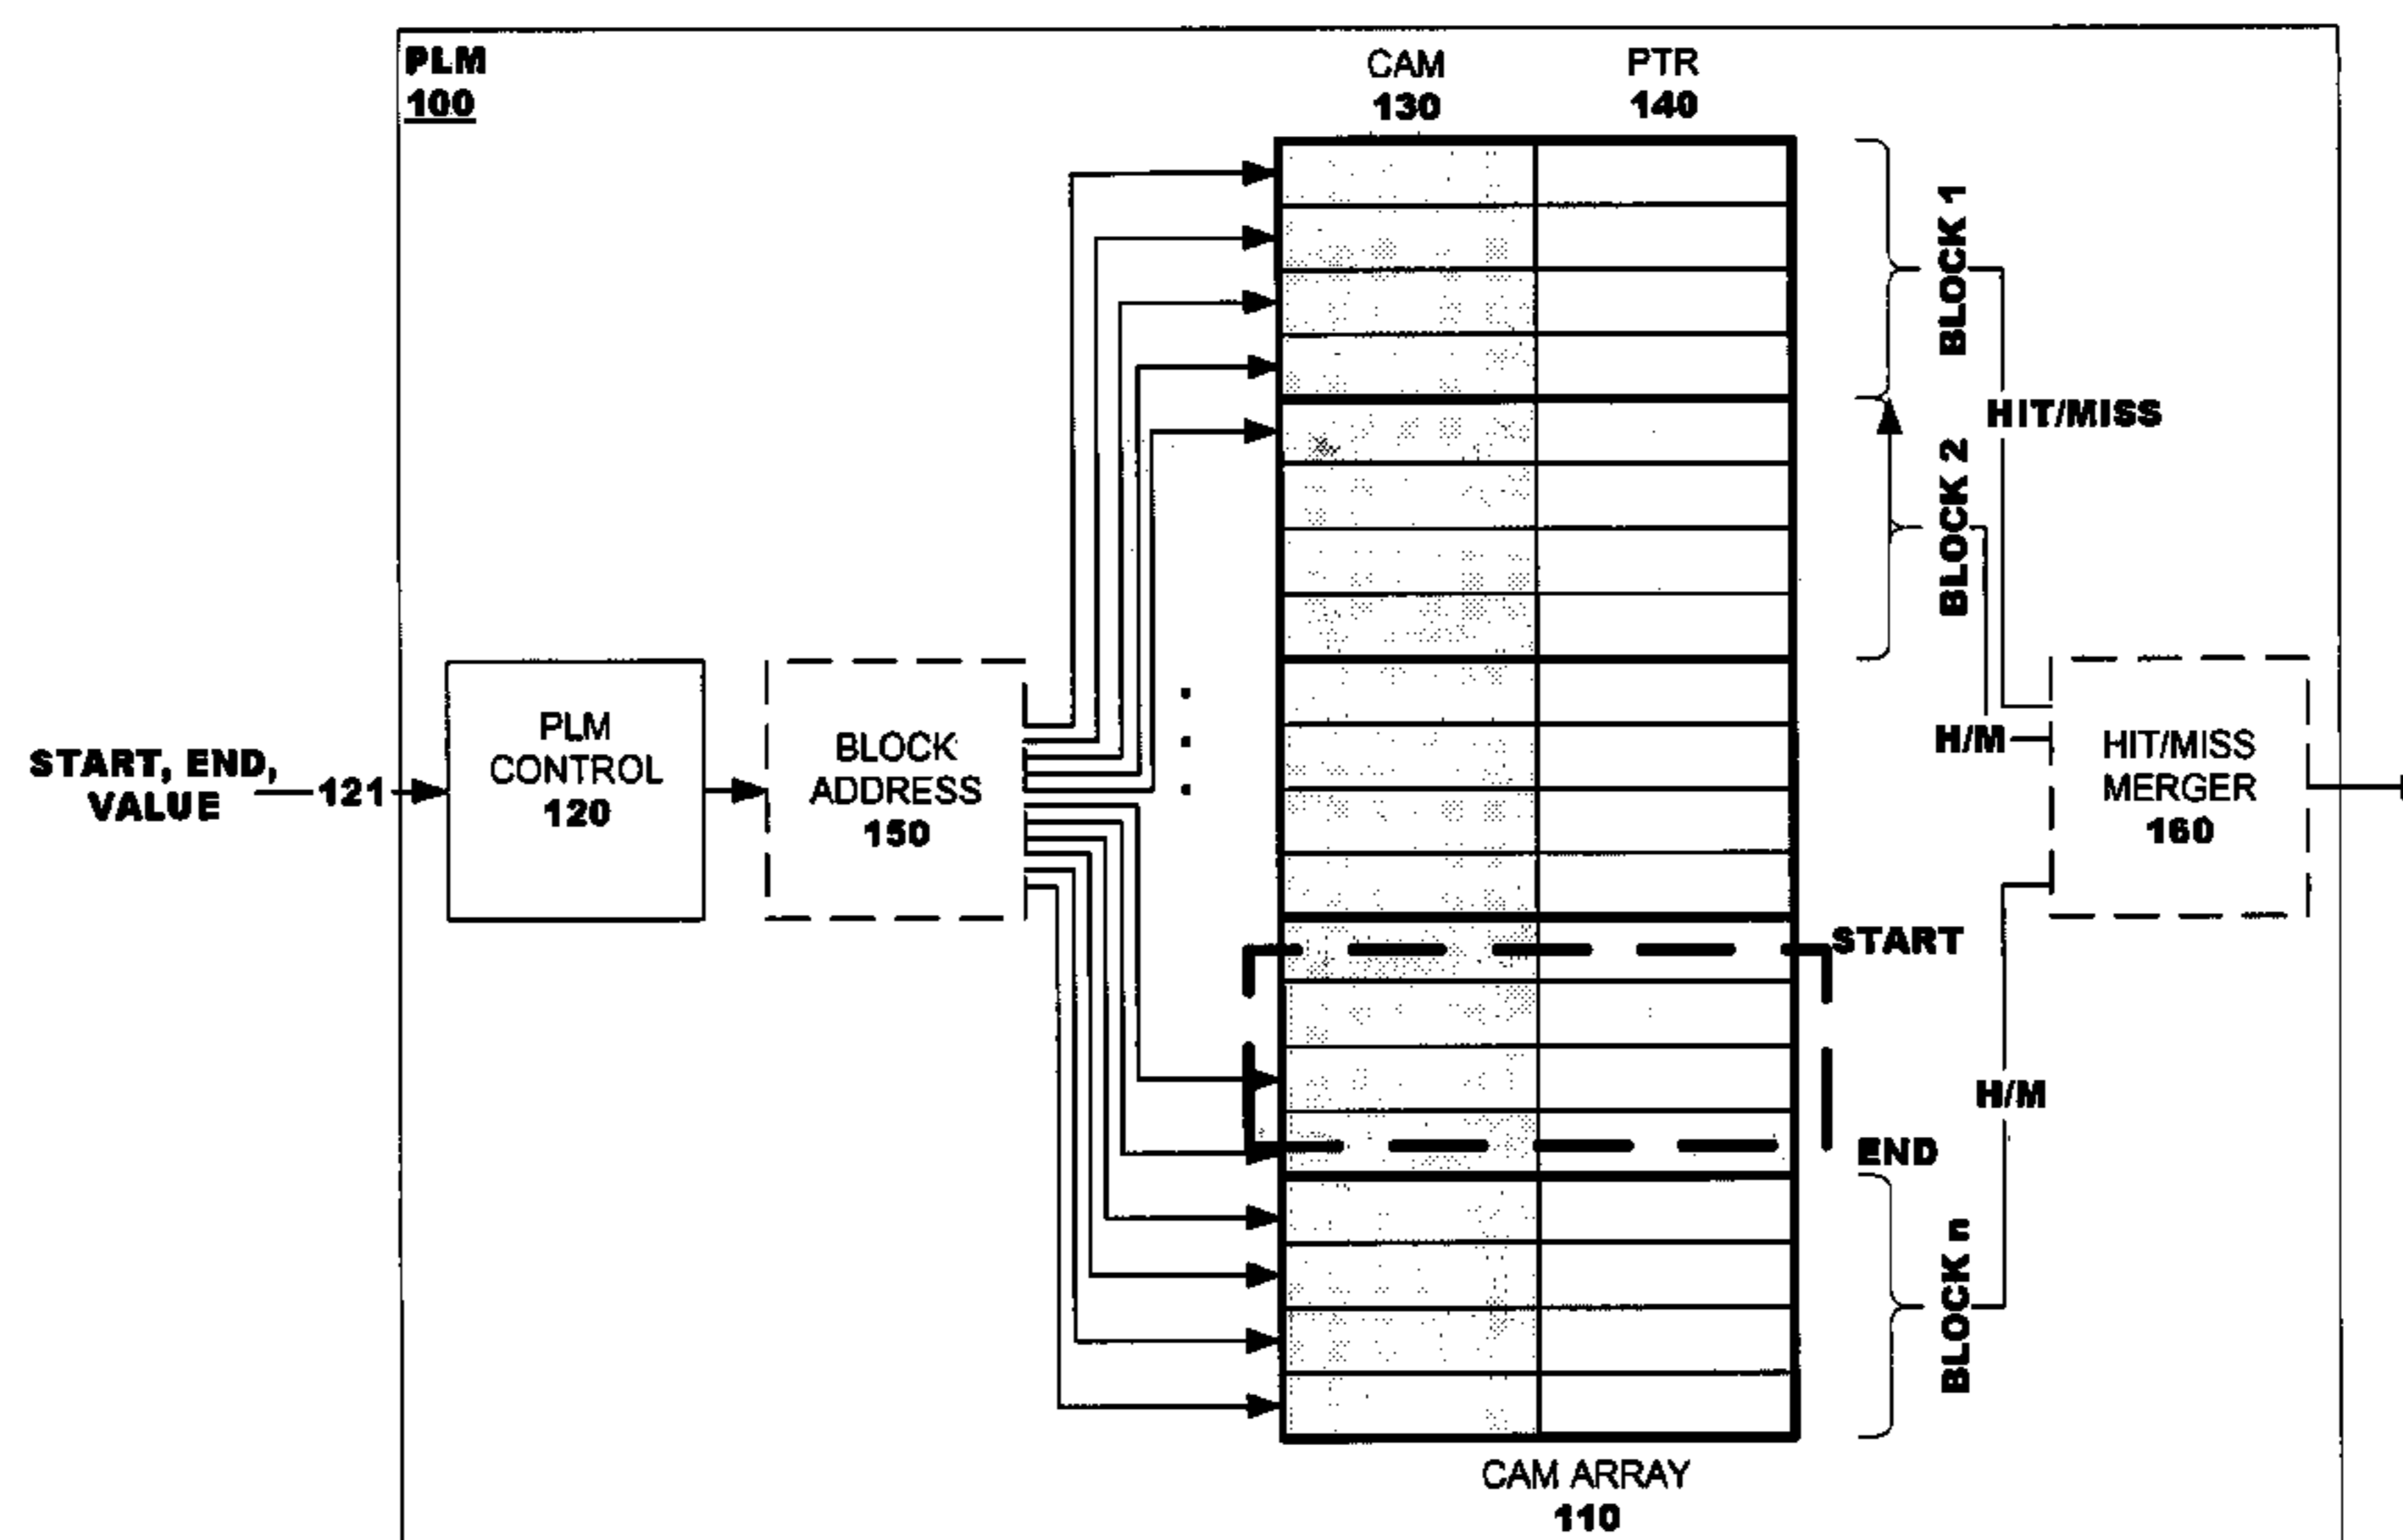 PLM
100
CAM
130
PTR
140
BLOCK 1
HIT/MISS
BLOCK 2
START, END,
VALUE
121
PLM
CONTROL
120
BLOCK
ADDRESS
150
H/M
HIT/MISS
MERGER
160
START
H/M
END
BLOCK n
CAM ARRAY
110